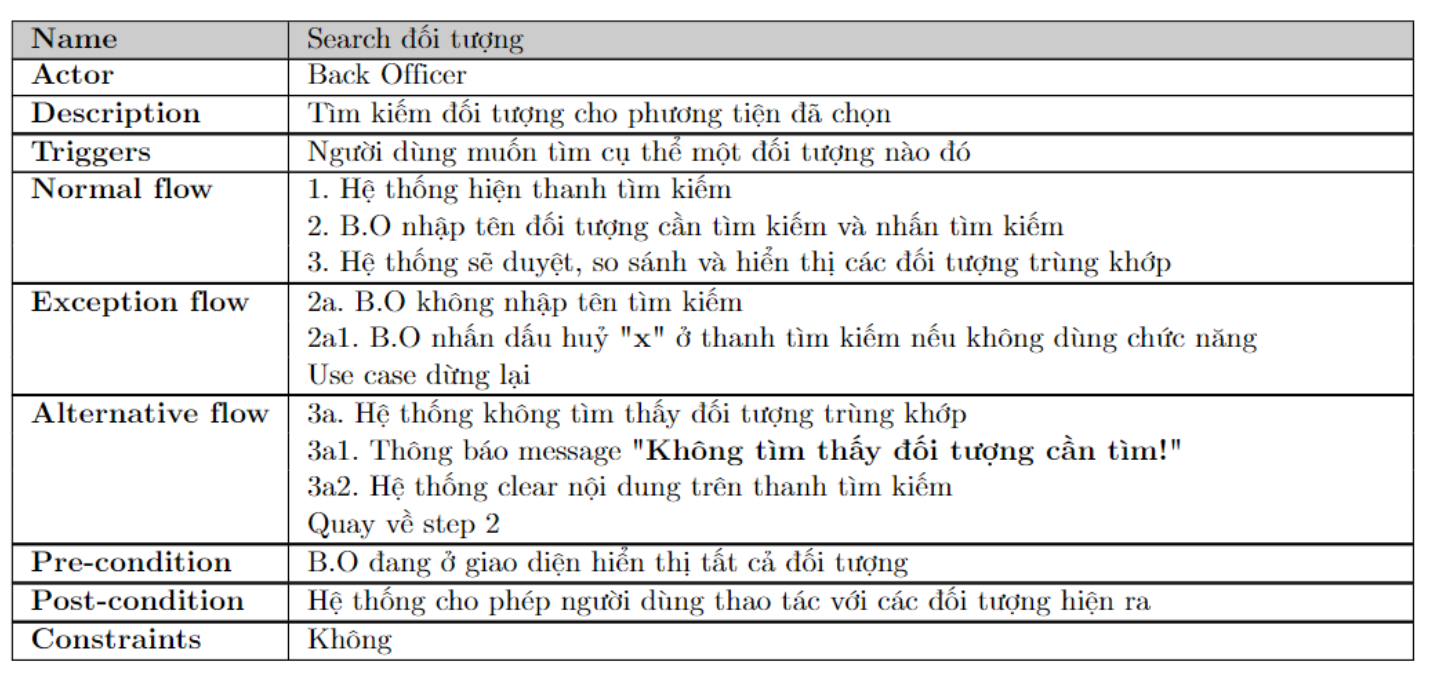 Name Search đối tượng
Actor Back Officer
Description Tìm kiếm đối tượng cho phương tiện đã chọn
Triggers Người dùng muốn tìm cụ thể một đối tượng nào đó
Normal flow 1. Hệ thống hiện thanh tìm kiếm
2. B.O nhập tên đối tượng cần tìm kiếm và nhấn tìm kiếm
3. Hệ thống sẽ duyệt, so sánh và hiển thị các đối tượng trùng khớp
Exception flow 2a. B.O không nhập tên tìm kiếm
2a1. B.O nhấn dấu huỷ "x" ở thanh tìm kiếm nếu không dùng chức năng
Use case dừng lại
Alternative flow 3a. Hệ thống không tìm thấy đối tượng trùng khớp
3a1. Thông báo message "Không tìm thấy đối tượng cần tìm!"
3a2. Hệ thống clear nội dung trên thanh tìm kiếm
Quay về step 2
Pre-condition B.O đang ở giao diện hiển thị tất cả đối tượng
Post-condition Hệ thống cho phép người dùng thao tác với các đối tượng hiện ra
Constraints Không